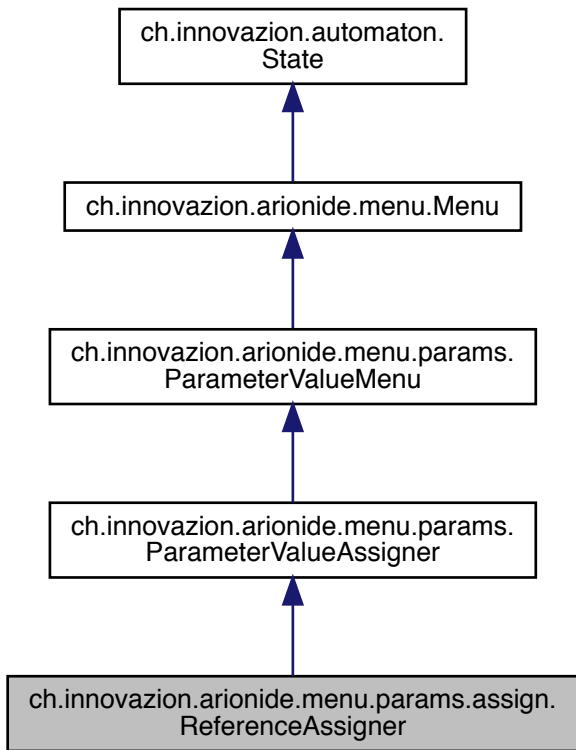 ch.innovazion.automaton.
State
ch.innovazion.arionide.menu.Menu
ch.innovazion.arionide.menu.params.
ParameterValueMenu
ch.innovazion.arionide.menu.params.
ParameterValueAssigner
ch.innovazion.arionide.menu.params.assign.
ReferenceAssigner